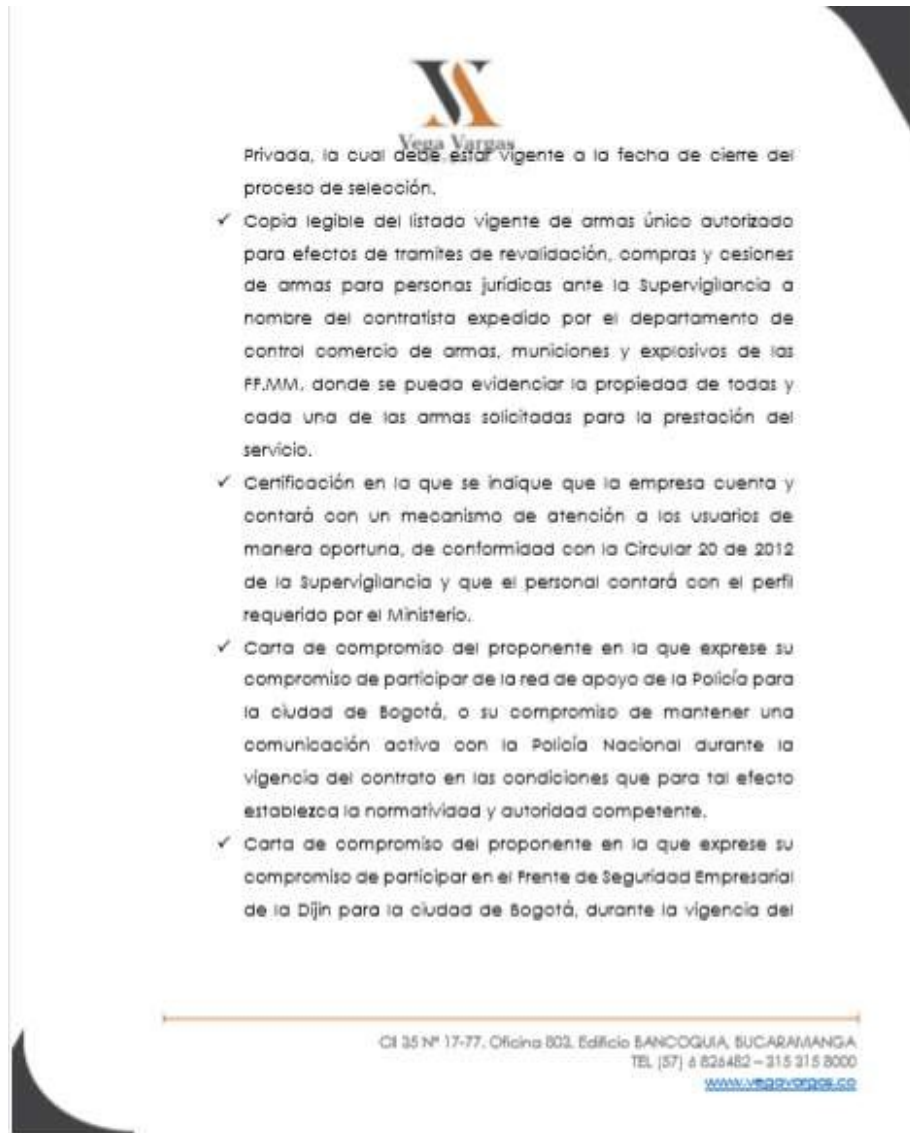 Vega Vargas
Privada, la cual debe estar vigente a la fecha de cierre del
proceso de selección.
✓ Copia legible del listado vigente de armas único autorizado
para efectos de tramites de revalidación, compras y cesiones
de armas para personas jurídicas ante la Supervigilancia a
nombre del contratista expedido por el departamento de
control comercio de armas, municiones y explosivos de las
FF.MM. donde se pueda evidenciar la propiedad de todas y
cada una de las armas solicitadas para la prestación del
servicio.
✓ Certificación en la que se indique que la empresa cuenta y
contará con un mecanismo de atención a los usuarios de
manera oportuna, de conformidad con la Circular 20 de 2012
de la Supervigilancia y que el personal contará con el perfil
requerido por el Ministerio.
✓ Carta de compromiso del proponente en la que exprese su
compromiso de participar de la red de apoyo de la Policía para
la ciudad de Bogotá, o su compromiso de mantener una
comunicación activa con la Policía Nacional durante la
vigencia del contrato en las condiciones que para tal efecto
establezca la normatividad y autoridad competente.
✓ Carta de compromiso del proponente en la que exprese su
compromiso de participar en el Frente de Seguridad Empresarial
de la Dijin para la ciudad de Bogotá, durante la vigencia del
Cll 35 Nº 17-77. Oficina 803. Edificio BANCOQUIA, BUCARAMANGA
TEL (57) 6 826482 – 315 315 8000
www.vegavargas.co